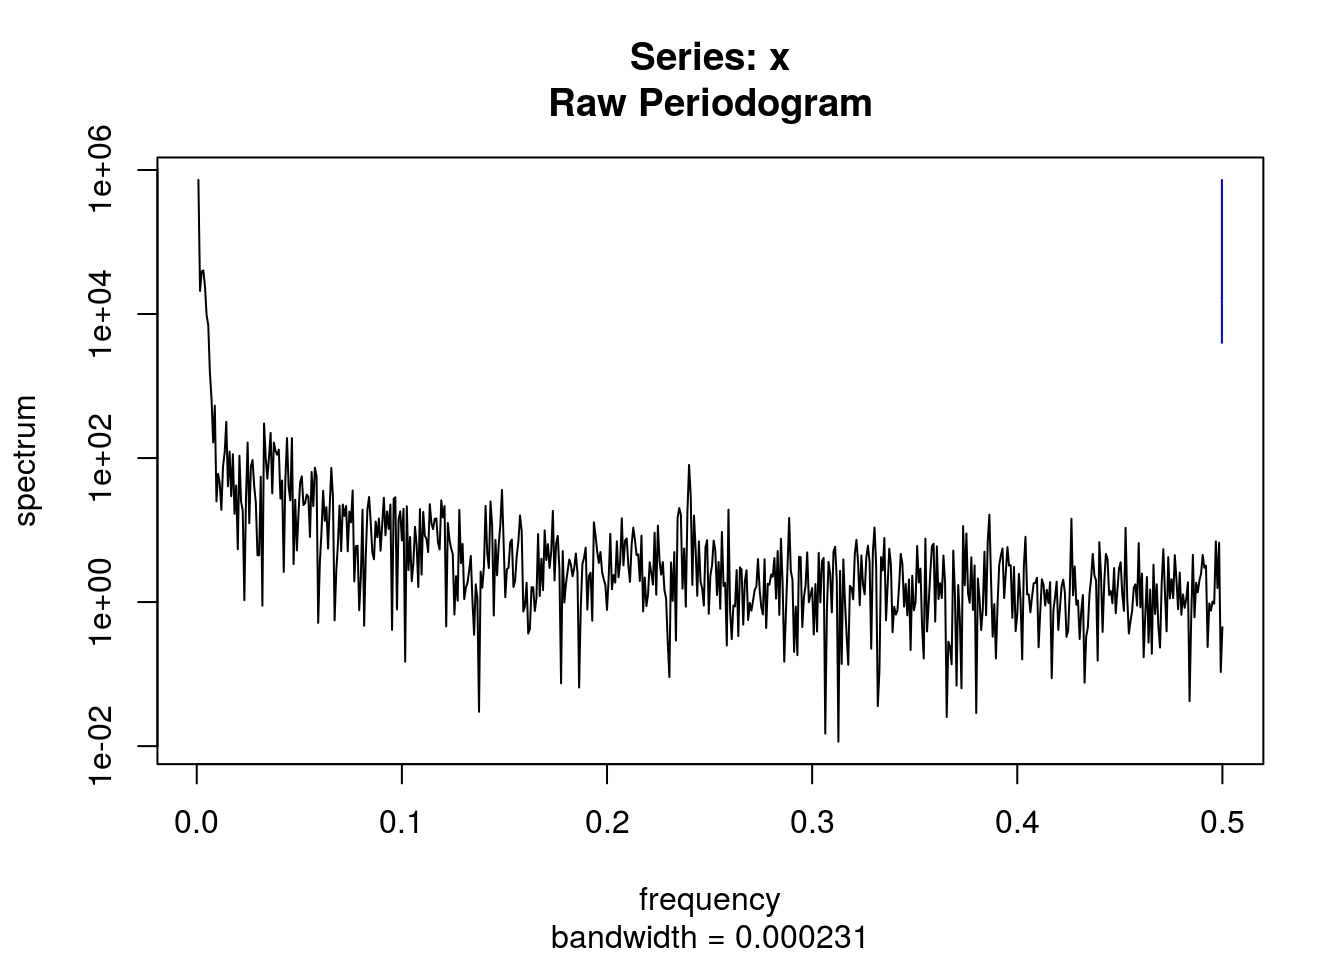 Series: x
Raw Periodogram
spectrum
1e+06
1e+04
1e+02
1e+00
1e-02
0.0 0.1 0.2 0.3 0.4 0.5
frequency
bandwidth = 0.000231